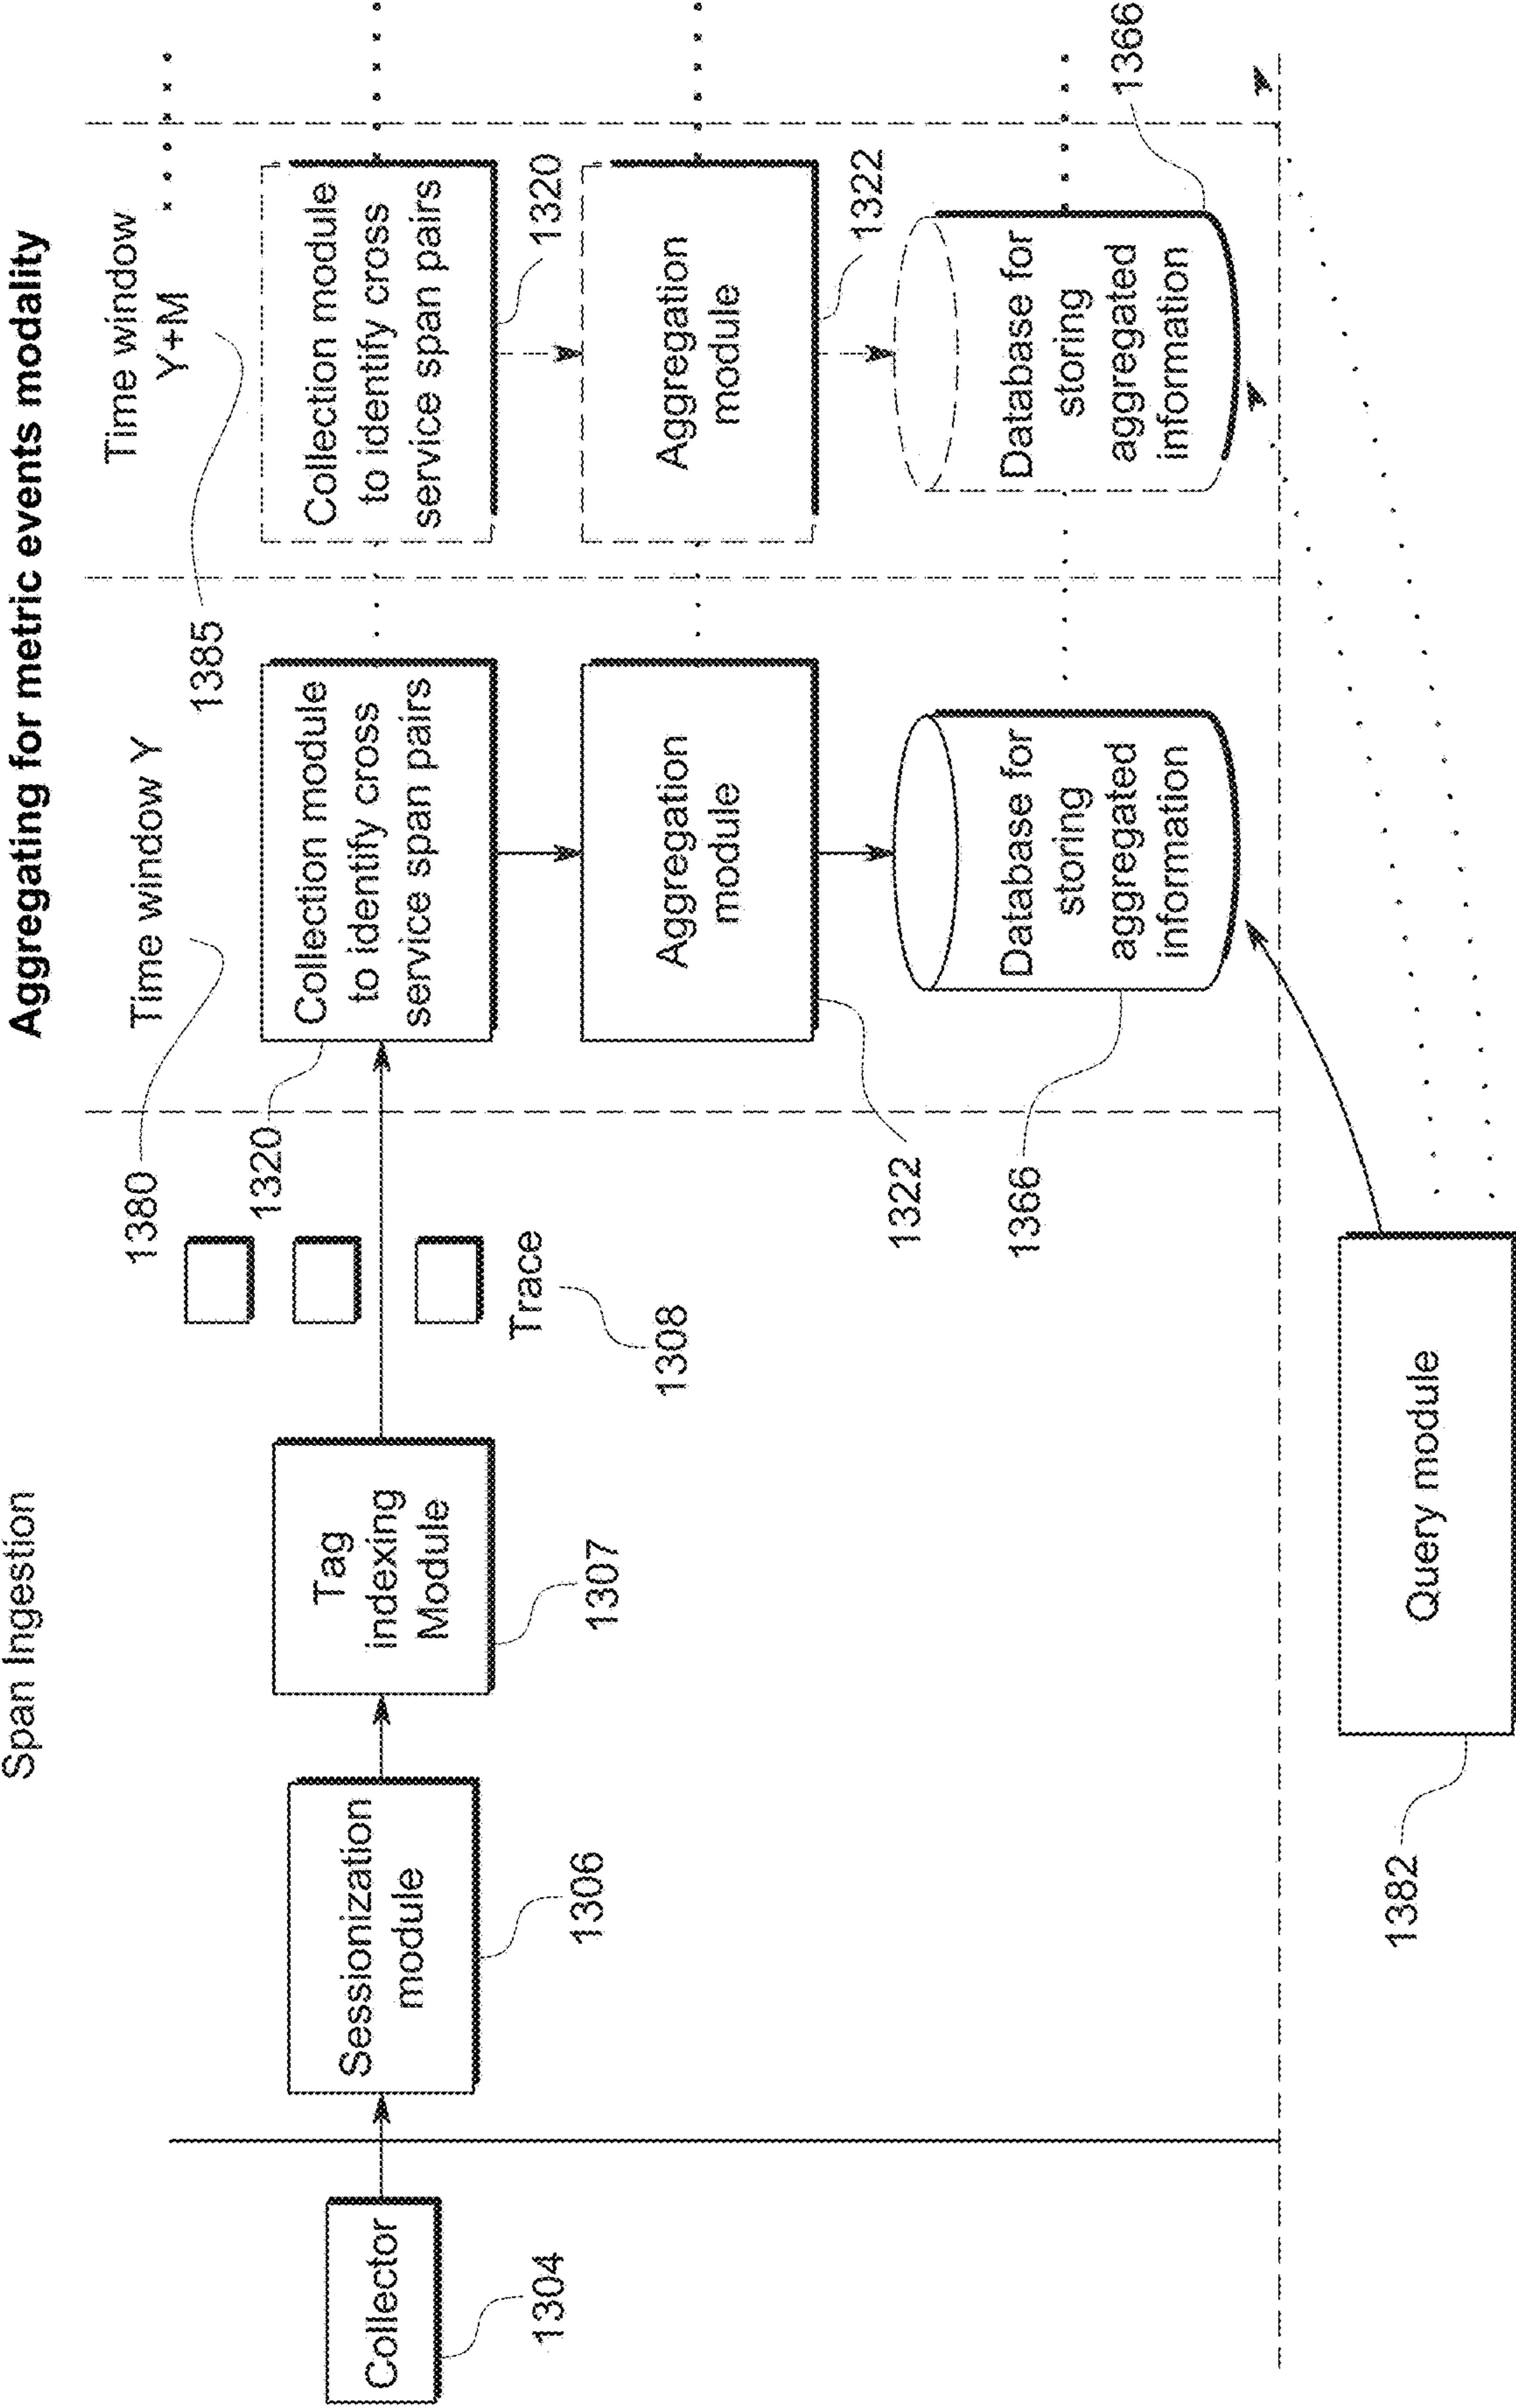 Span Ingestion
Aggregating for metric events modality
Time window Y
Time window
Y+M
1380
1385
Collector
1304
Sessionization
module
1306
Tag
indexing
Module
1307
Trace
1308
1320
Collection module
to identify cross
service span pairs
Collection module
to identify cross
service span pairs
1320
Aggregation
module
1322
Aggregation
module
1322
Database for
storing
aggregated
information
1366
Database for
storing
aggregated
information
1366
Query module
1382